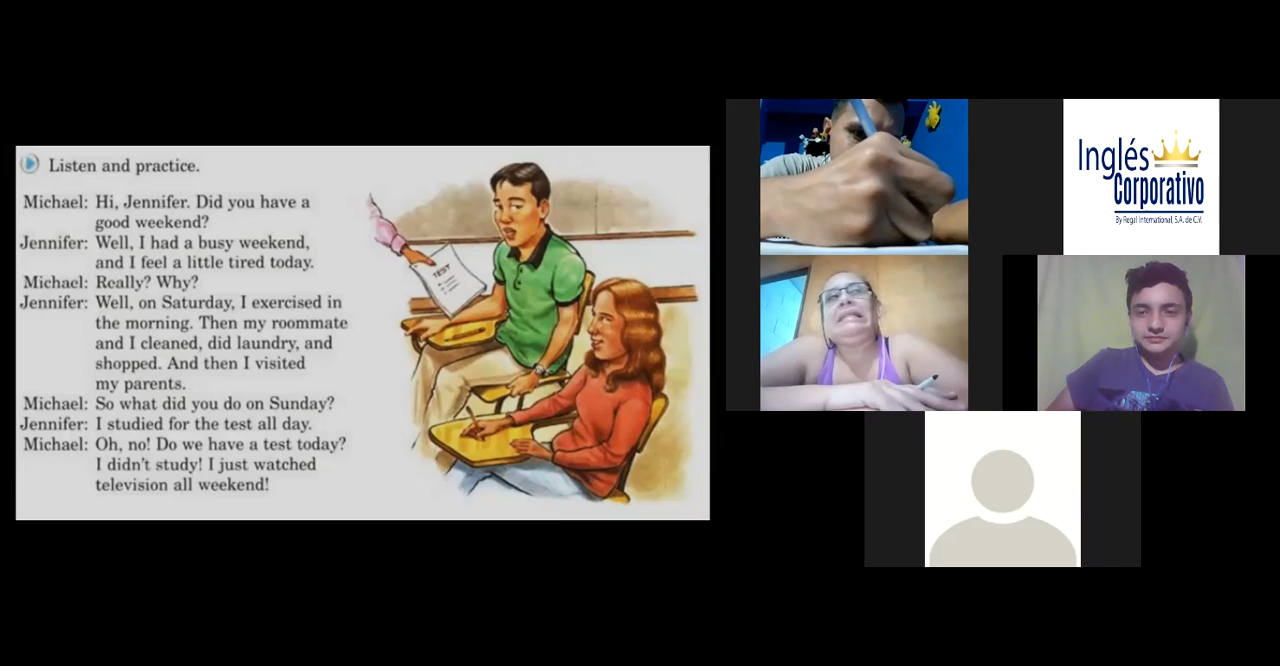 Listen and practice.
Michael: Hi, Jennifer. Did you have a
good weekend?
Jennifer: Well, I had a busy weekend,
and I feel a little tired today.
Michael: Really? Why?
Jennifer: Well, on Saturday, I exercised in
the morning. Then my roommate
and I cleaned, did laundry, and
shopped. And then I visited
my parents.
Michael: So what did you do on Sunday?
Jennifer: I studied for the test all day.
Michael: Oh, no! Do we have a test today?
I didn't study! I just watched
television all weekend!
TEST
Inglés
Corporativo
By Regal International, S.A. de C.V.